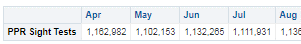 Apr May Jun Jul Aug
PPR Sight Tests 1,162,982 1,102,153 1,132,265 1,111,931